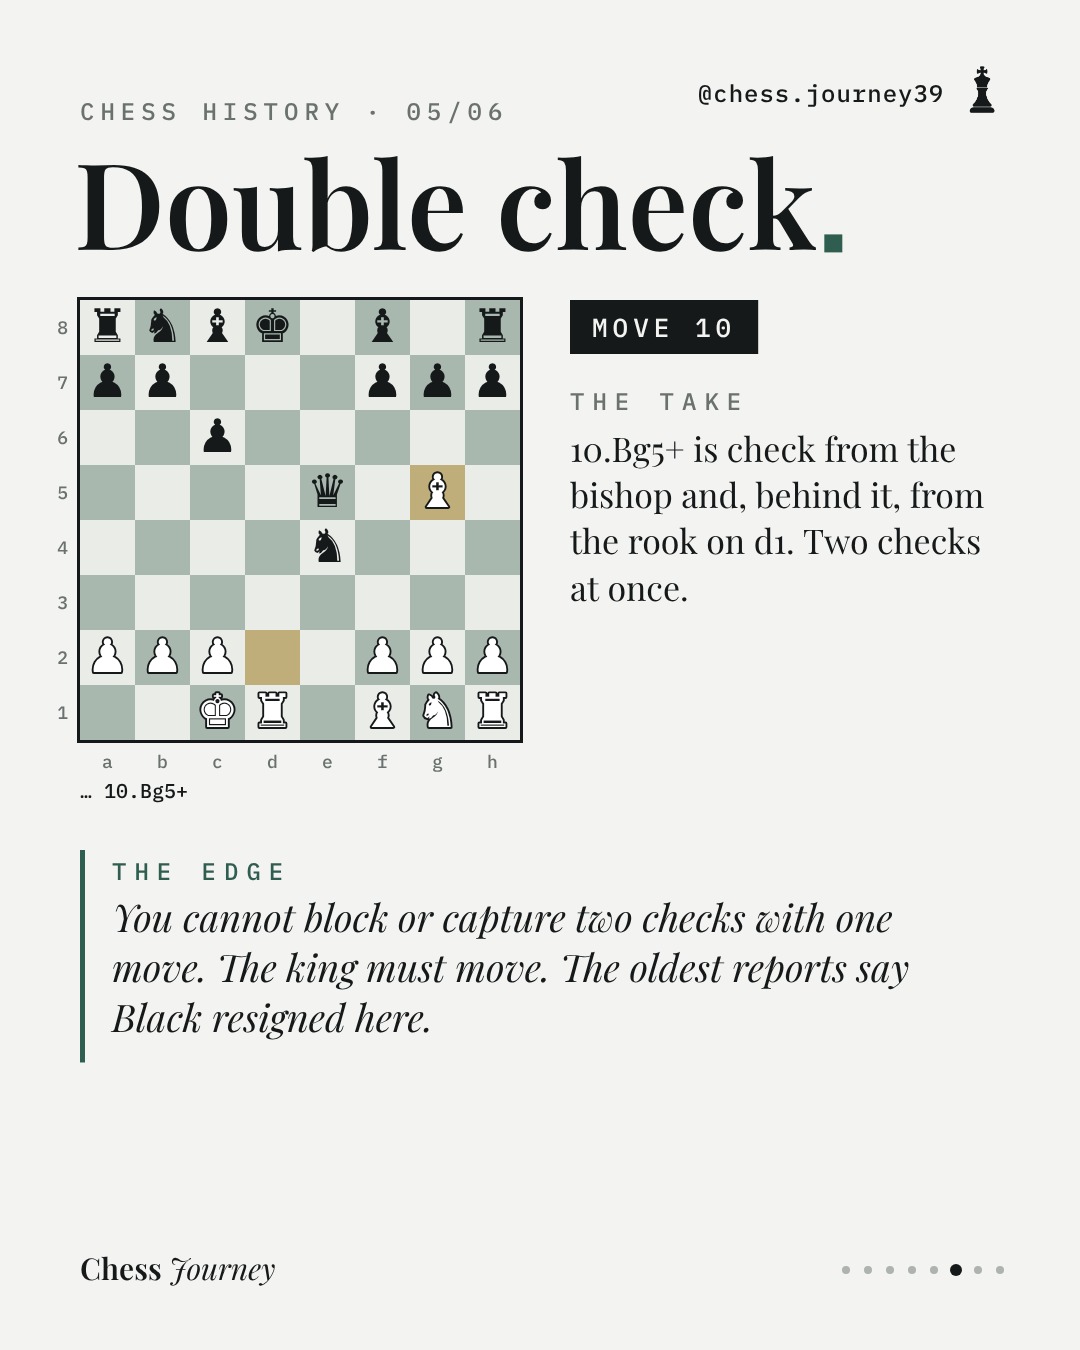 CHESS HISTORY · 05/06
@chess.journey39
Double check.
8
7
6
5
4
3
2
1
a b c d e f g h
… 10.Bg5+
MOVE 10
THE TAKE
10.Bg5+ is check from the
bishop and, behind it, from
the rook on d1. Two checks
at once.
THE EDGE
You cannot block or capture two checks with one
move. The king must move. The oldest reports say
Black resigned here.
Chess Journey